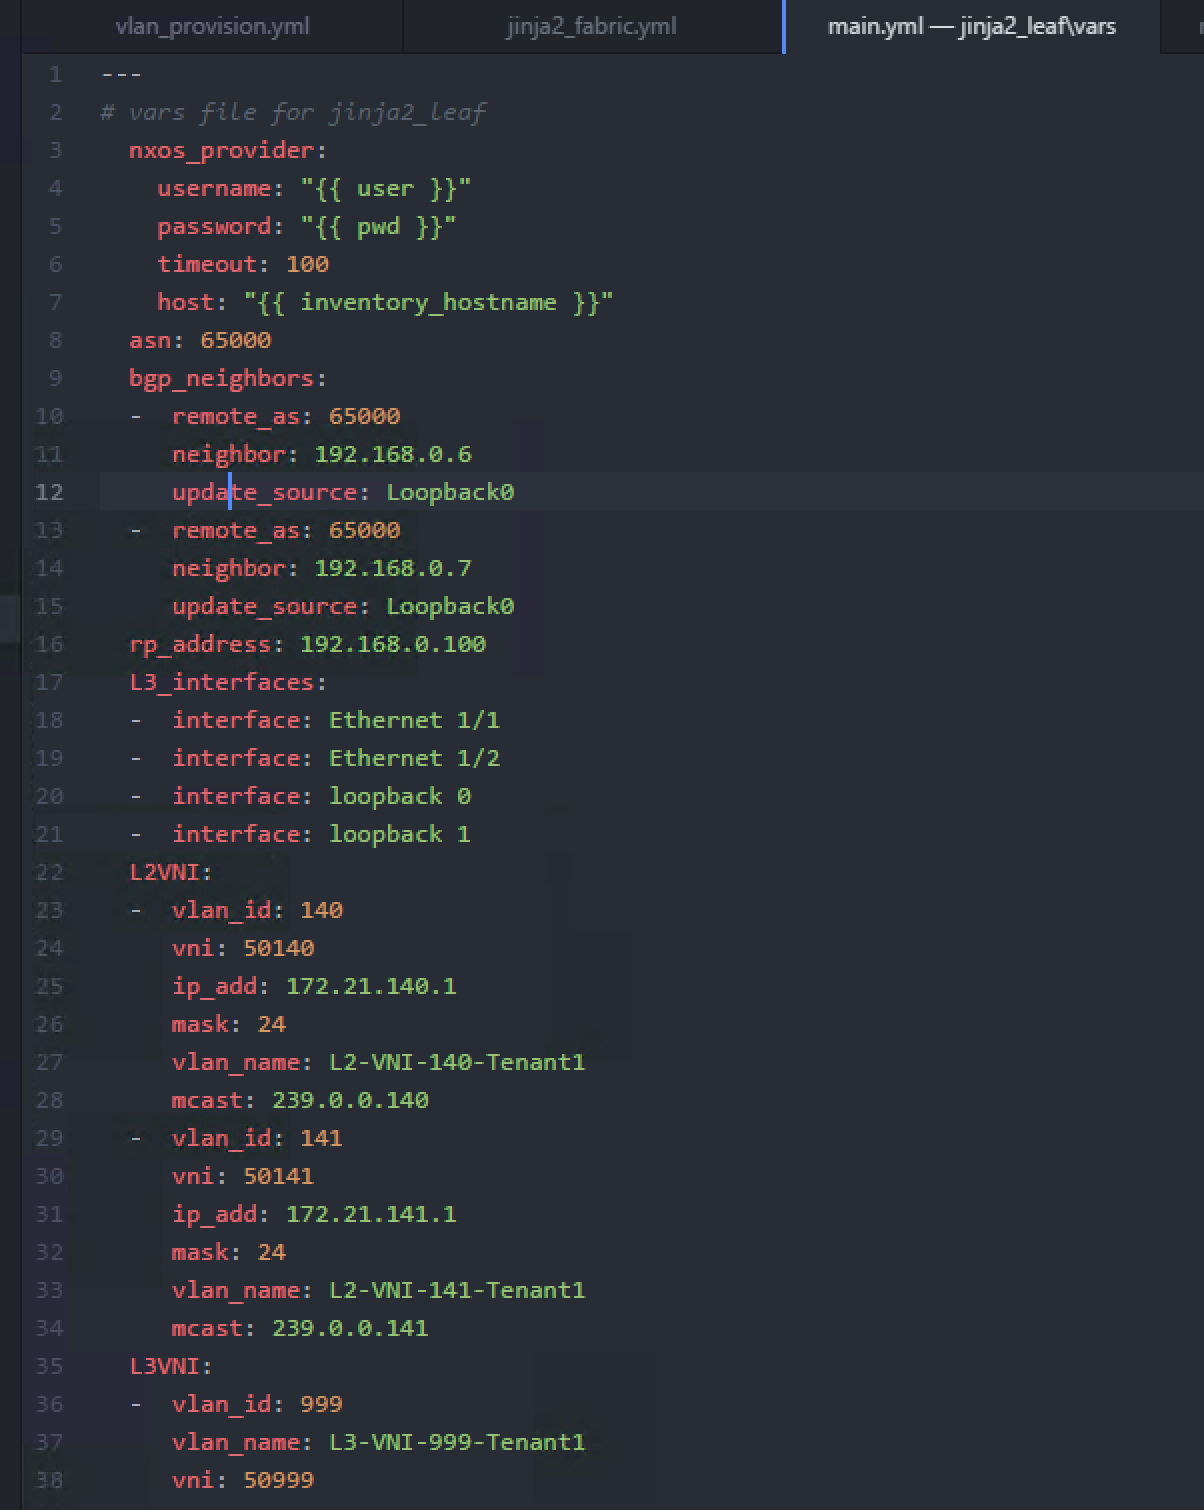 vlan_provision.yml jinja2_fabric.yml main.yml — jinja2_leaf\vars
1 ---
2 # vars file for jinja2_leaf
3 nxos_provider:
4 username: "{{ user }}"
5 password: "{{ pwd }}"
6 timeout: 100
7 host: "{{ inventory_hostname }}"
8 asn: 65000
9 bgp_neighbors:
10 - remote_as: 65000
11 neighbor: 192.168.0.6
12 update_source: Loopback0
13 - remote_as: 65000
14 neighbor: 192.168.0.7
15 update_source: Loopback0
16 rp_address: 192.168.0.100
17 L3_interfaces:
18 - interface: Ethernet 1/1
19 - interface: Ethernet 1/2
20 - interface: loopback 0
21 - interface: loopback 1
22 L2VNI:
23 - vlan_id: 140
24 vni: 50140
25 ip_add: 172.21.140.1
26 mask: 24
27 vlan_name: L2-VNI-140-Tenant1
28 mcast: 239.0.0.140
29 - vlan_id: 141
30 vni: 50141
31 ip_add: 172.21.141.1
32 mask: 24
33 vlan_name: L2-VNI-141-Tenant1
34 mcast: 239.0.0.141
35 L3VNI:
36 - vlan_id: 999
37 vlan_name: L3-VNI-999-Tenant1
38 vni: 50999